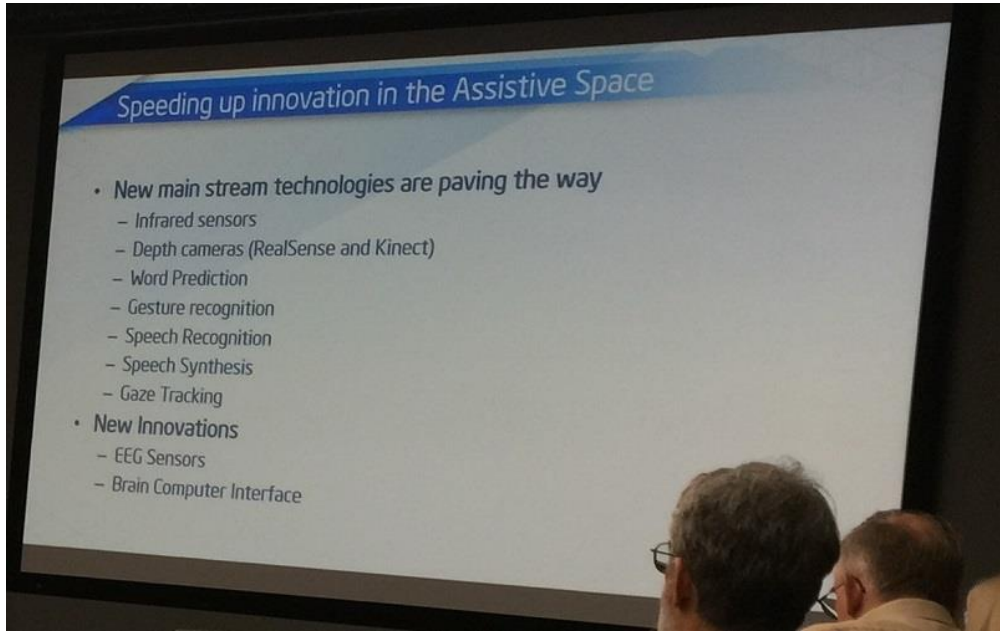 Speeding up innovation in the Assistive Space
• New main stream technologies are paving the way
– Infrared sensors
– Depth cameras (RealSense and Kinect)
– Word Prediction
– Gesture recognition
– Speech Recognition
– Speech Synthesis
– Gaze Tracking
• New Innovations
– EEG Sensors
– Brain Computer Interface